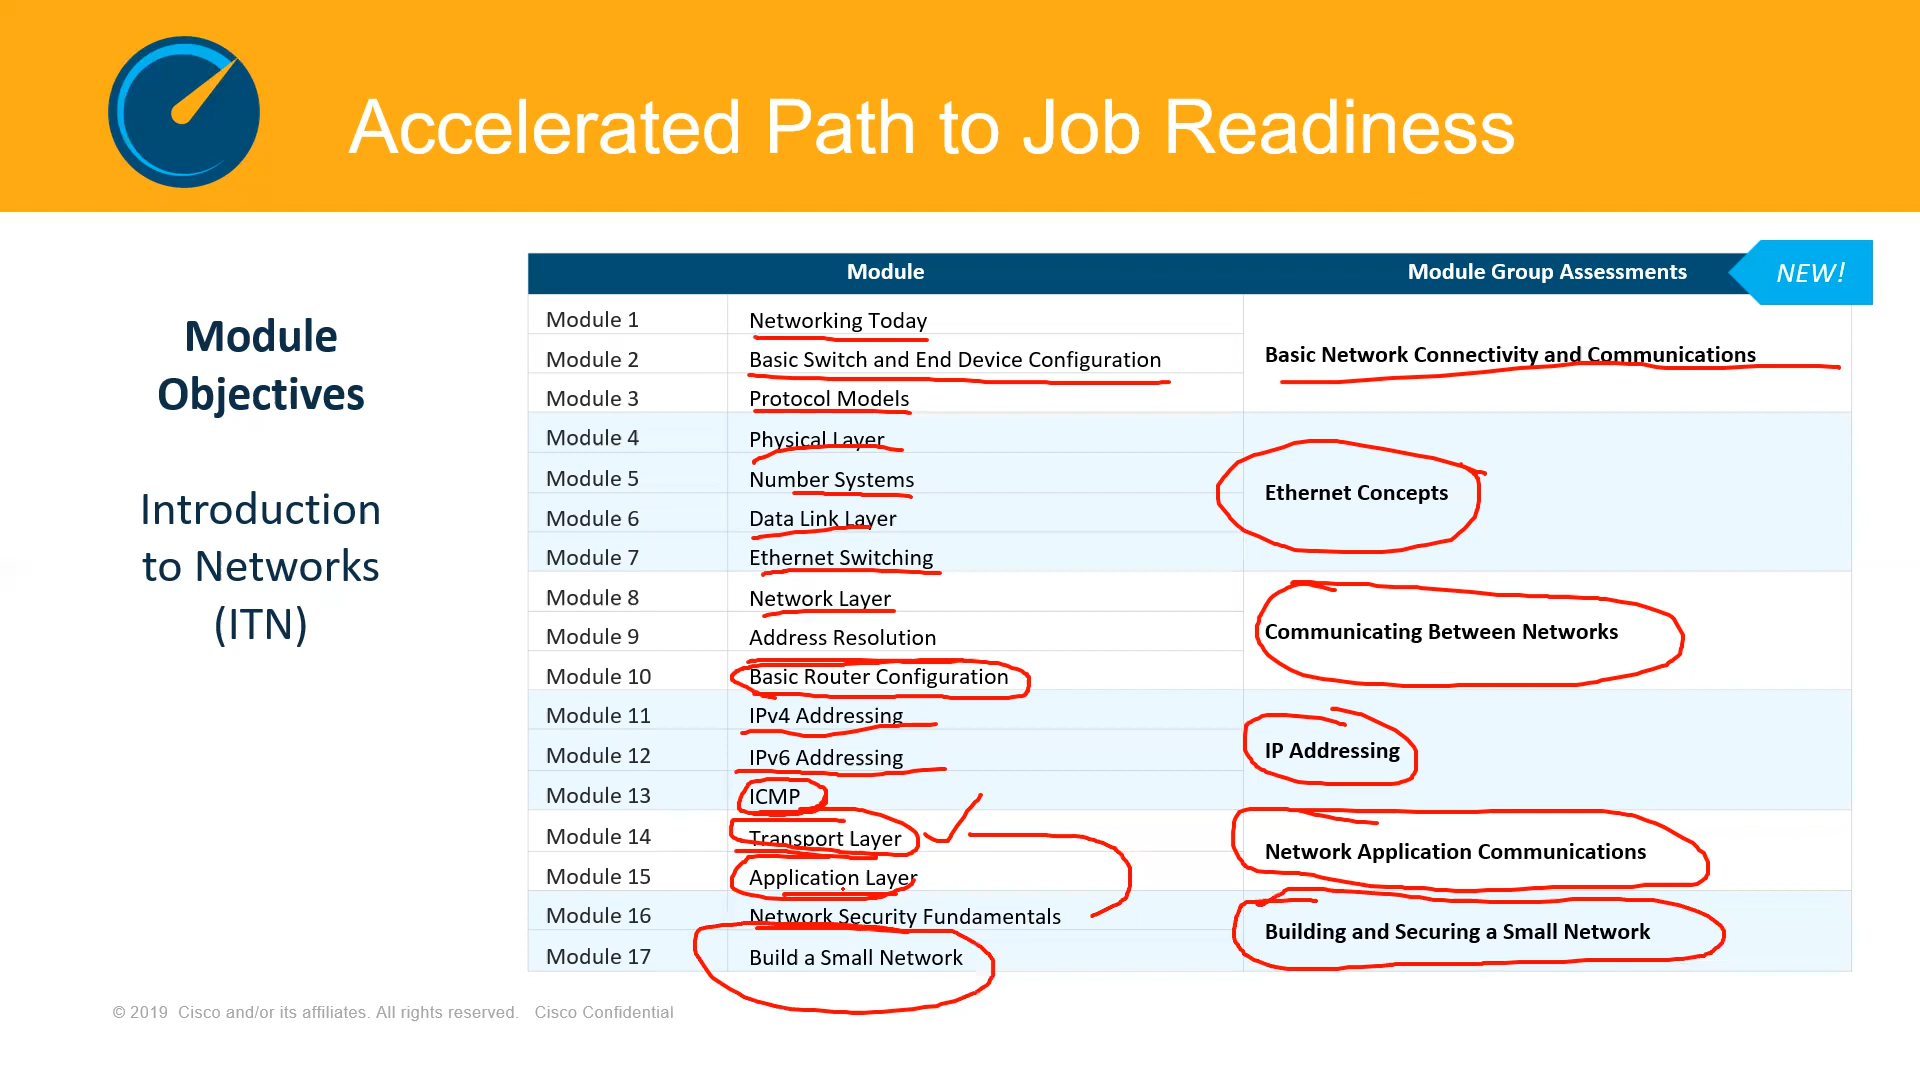 Accelerated Path to Job Readiness
Module
Objectives
Introduction
to Networks
(ITN)
Module Module Group Assessments NEW!
Module 1 Networking Today
Module 2 Basic Switch and End Device Configuration
Module 3 Protocol Models
Basic Network Connectivity and Communications
Module 4 Physical Layer
Module 5 Number Systems
Module 6 Data Link Layer
Module 7 Ethernet Switching
Ethernet Concepts
Module 8 Network Layer
Module 9 Address Resolution
Module 10 Basic Router Configuration
Communicating Between Networks
Module 11 IPv4 Addressing
Module 12 IPv6 Addressing
Module 13 ICMP
IP Addressing
Module 14 Transport Layer
Module 15 Application Layer
Network Application Communications
Module 16 Network Security Fundamentals
Module 17 Build a Small Network
Building and Securing a Small Network
© 2019 Cisco and/or its affiliates. All rights reserved. Cisco Confidential